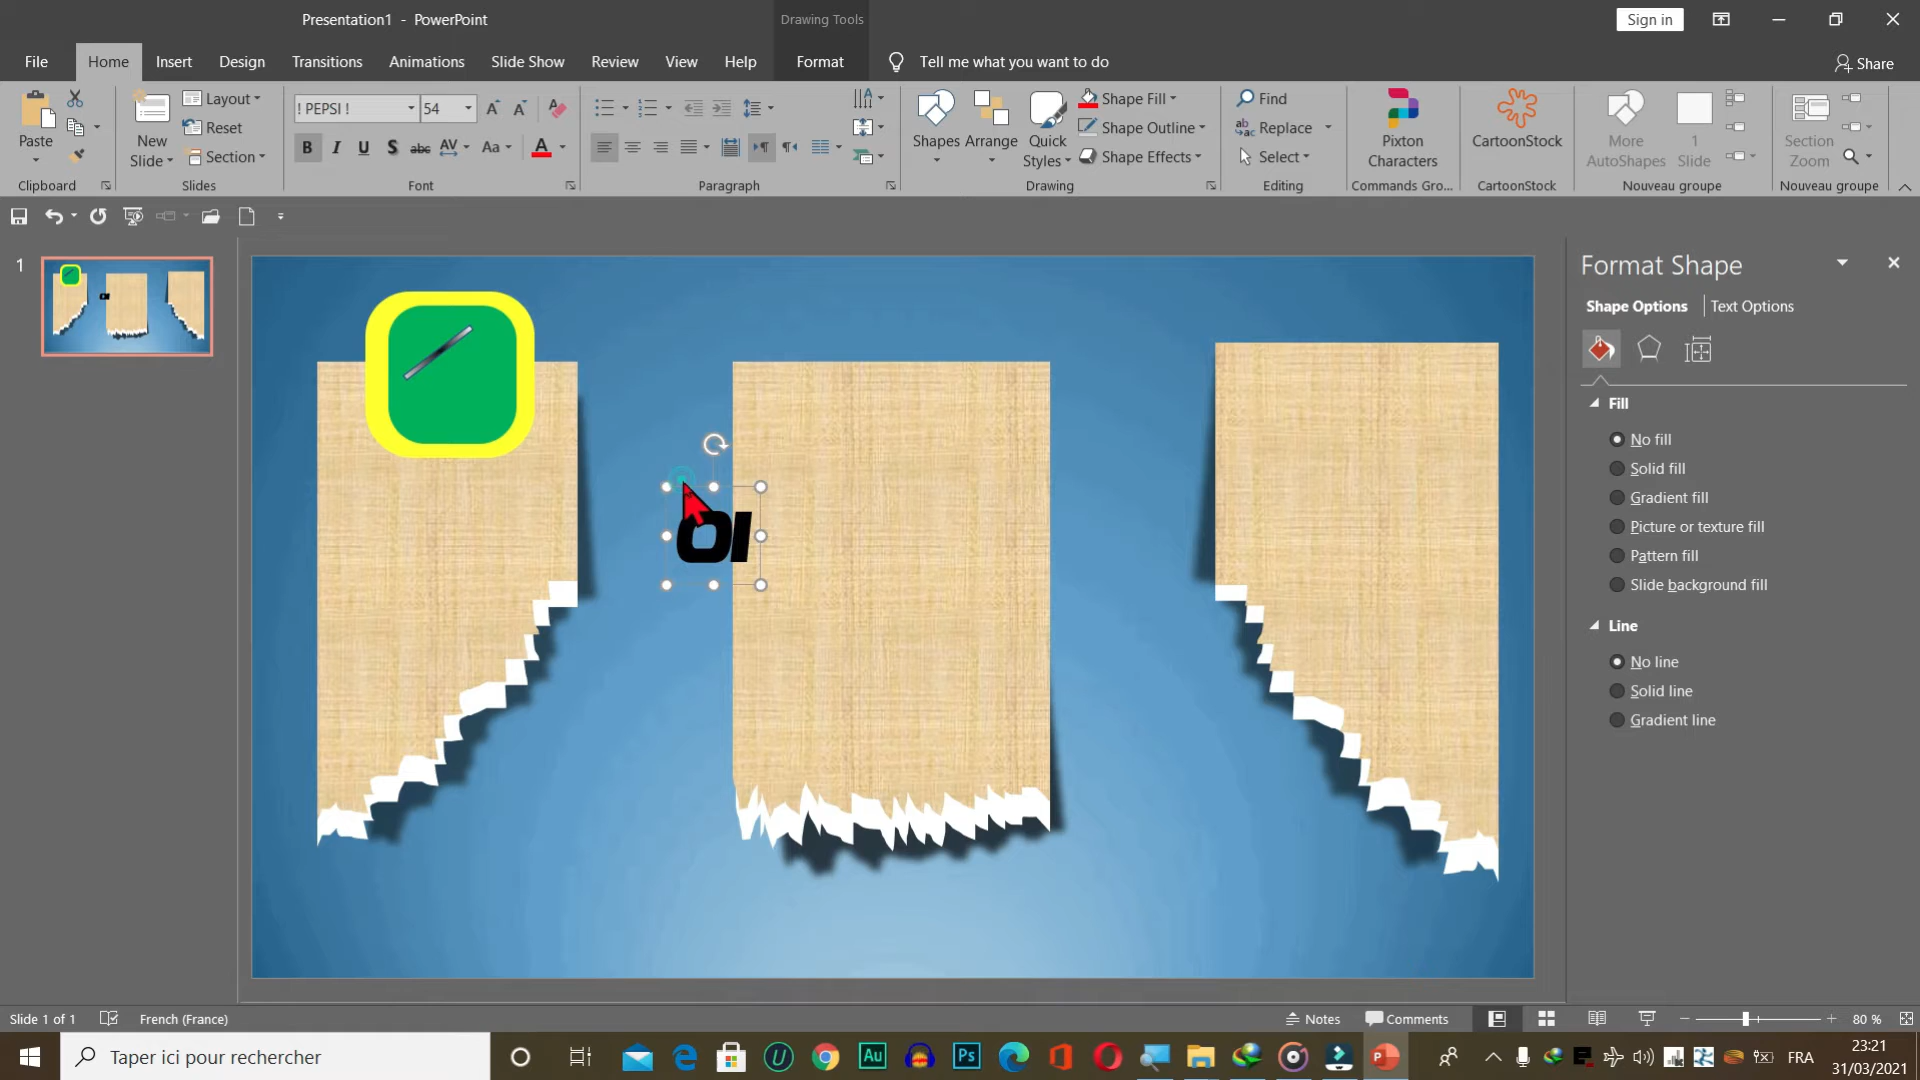 Presentation1 - PowerPoint
Drawing Tools
Sign in
File
Home
Insert
Design
Transitions
Animations
Slide Show
Review
View
Help
Format
Tell me what you want to do
Share
Paste
Clipboard
New Slide
Layout
Reset
Section
Slides
! PEPSI !
54
B I U S abc AV Aa A
Font
Paragraph
Shapes
Arrange
Quick Styles
Shape Fill
Shape Outline
Shape Effects
Drawing
Find
Replace
Select
Editing
Pixton Characters
Commands Gro...
CartoonStock
CartoonStock
More AutoShapes
1 Slide
Nouveau groupe
Section Zoom
Nouveau groupe
1
01
Format Shape
Shape Options
Text Options
Fill
No fill
Solid fill
Gradient fill
Picture or texture fill
Pattern fill
Slide background fill
Line
No line
Solid line
Gradient line
Slide 1 of 1
French (France)
Notes
Comments
80 %
Taper ici pour rechercher
Au
Ps
FRA
23:21
31/03/2021